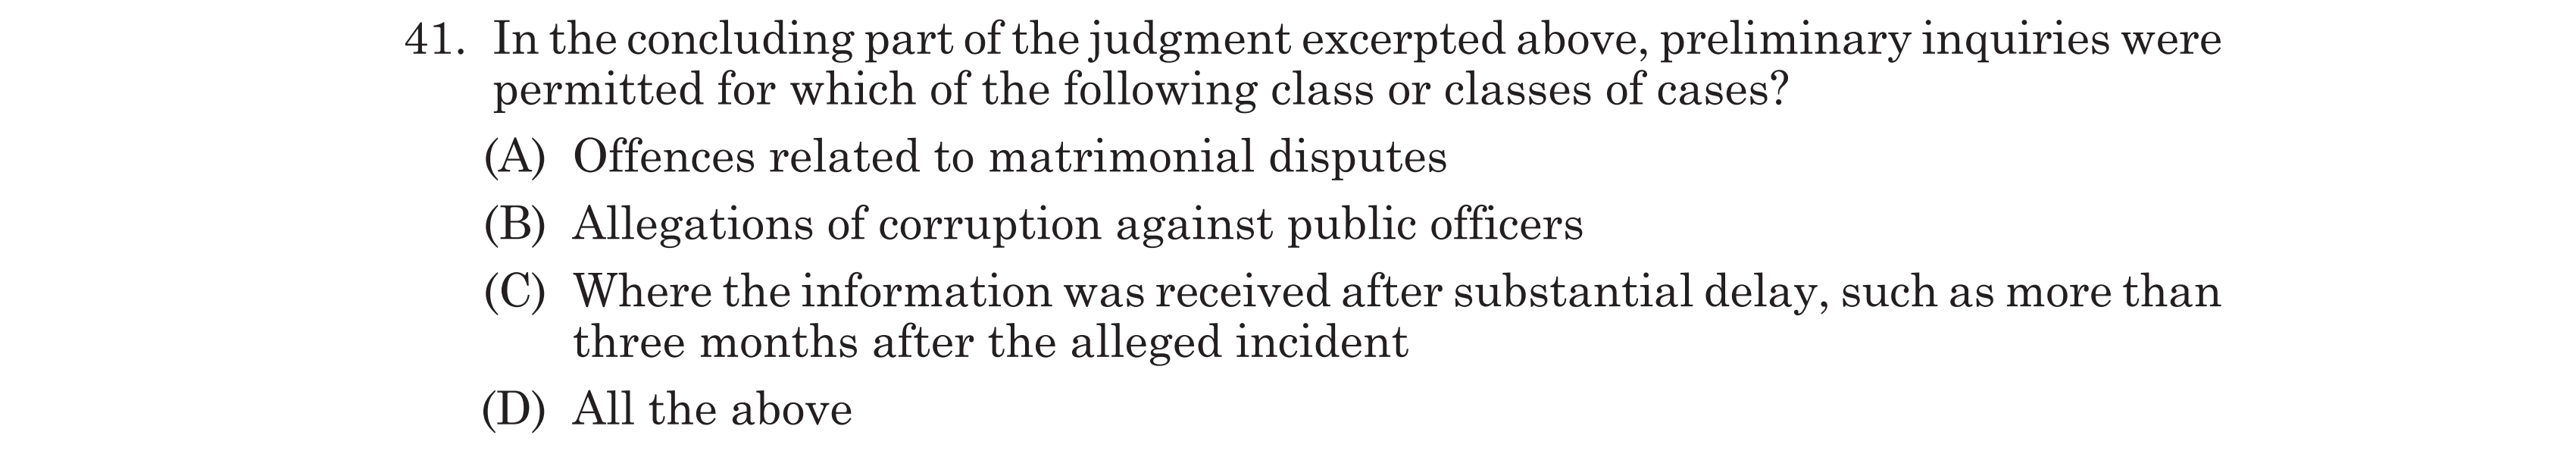 41. In the concluding part of the judgment excerpted above, preliminary inquiries were
permitted for which of the following class or classes of cases?
(A) Offences related to matrimonial disputes
(B) Allegations of corruption against public officers
(C) Where the information was received after substantial delay, such as more than
three months after the alleged incident
(D) All the above